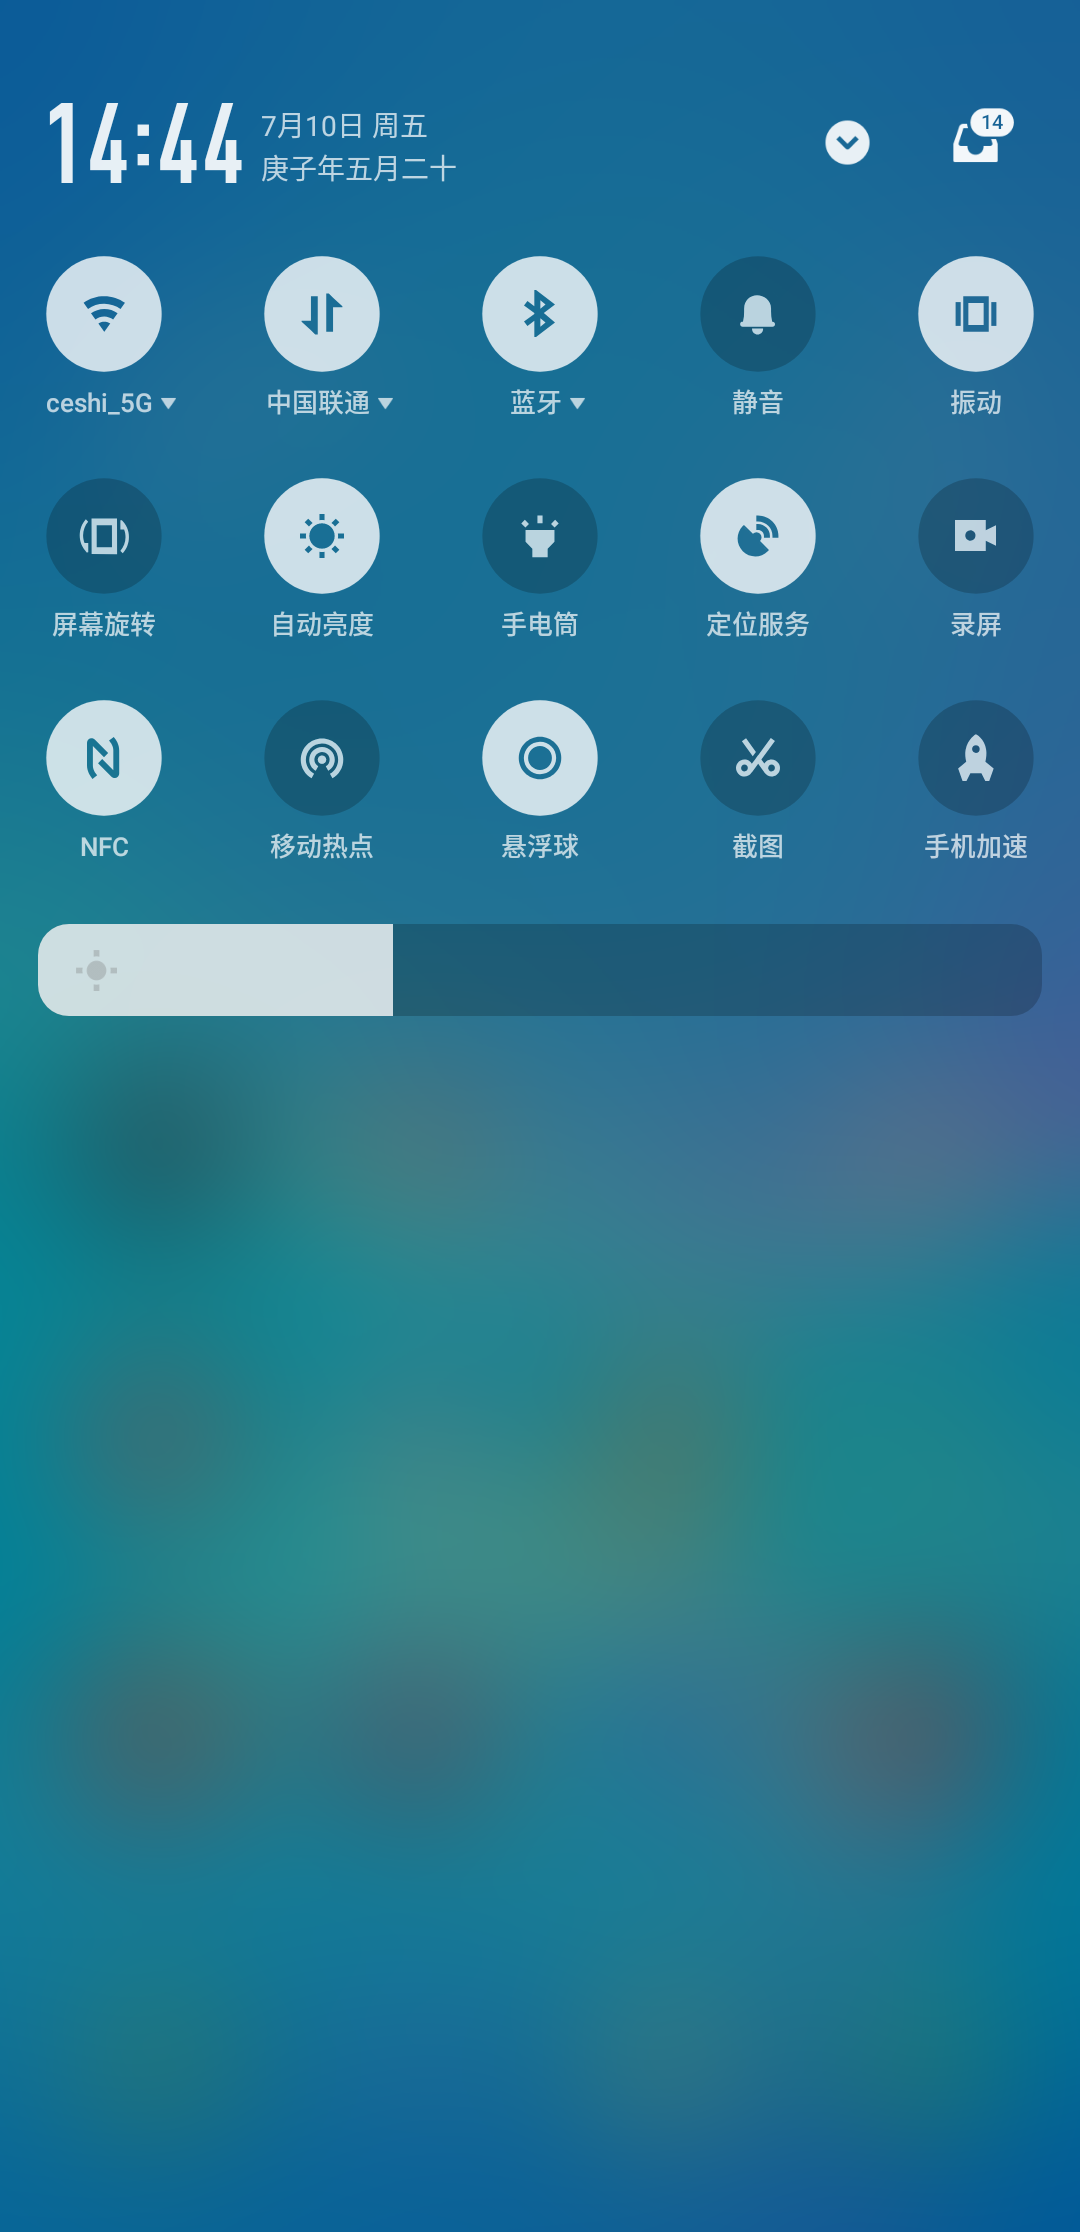 14:44
7月10日 周五
庚子年五月二十
14
ceshi_5G
中国联通
蓝牙
静音
振动
屏幕旋转
自动亮度
手电筒
定位服务
录屏
NFC
移动热点
悬浮球
截图
手机加速